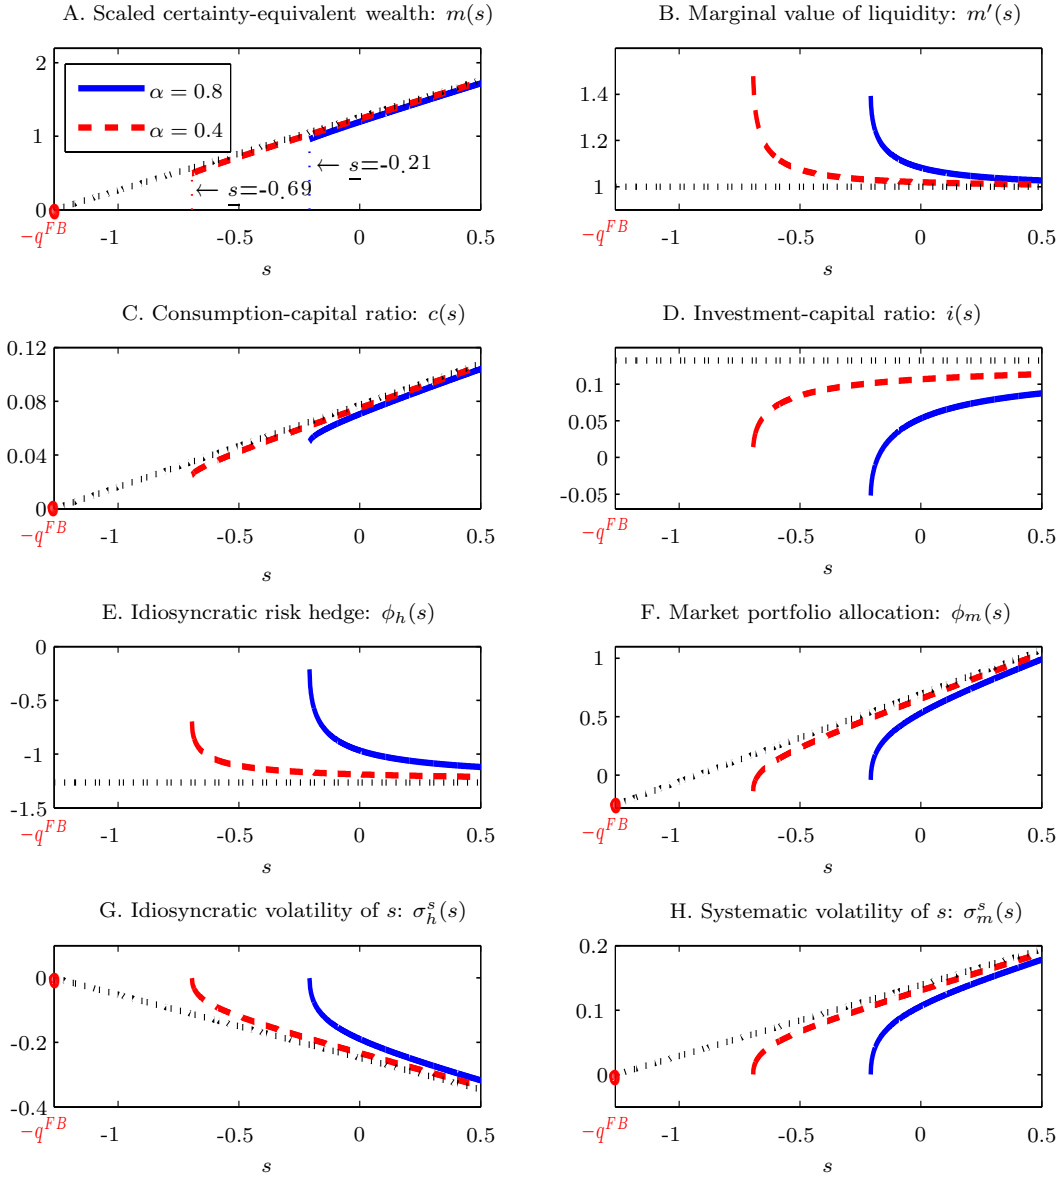 A. Scaled certainty-equivalent wealth: m(s)
2
1
0
α = 0.8
α = 0.4
← s=-0.21
← s=-0.69
−q^{FB}
-1
-0.5
0
0.5
s
B. Marginal value of liquidity: m′(s)
1.4
1.2
1
−q^{FB}
-1
-0.5
0
0.5
s
C. Consumption-capital ratio: c(s)
0.12
0.08
0.04
0
−q^{FB}
-1
-0.5
0
0.5
s
D. Investment-capital ratio: i(s)
0.1
0.05
0
-0.05
−q^{FB}
-1
-0.5
0
0.5
s
E. Idiosyncratic risk hedge: ϕ_h(s)
0
-0.5
-1
-1.5
−q^{FB}
-1
-0.5
0
0.5
s
F. Market portfolio allocation: ϕ_m(s)
1
0.5
0
−q^{FB}
-1
-0.5
0
0.5
s
G. Idiosyncratic volatility of s: σ_h^s(s)
0
-0.2
-0.4
−q^{FB}
-1
-0.5
0
0.5
s
H. Systematic volatility of s: σ_m^s(s)
0.2
0.1
0
−q^{FB}
-1
-0.5
0
0.5
s